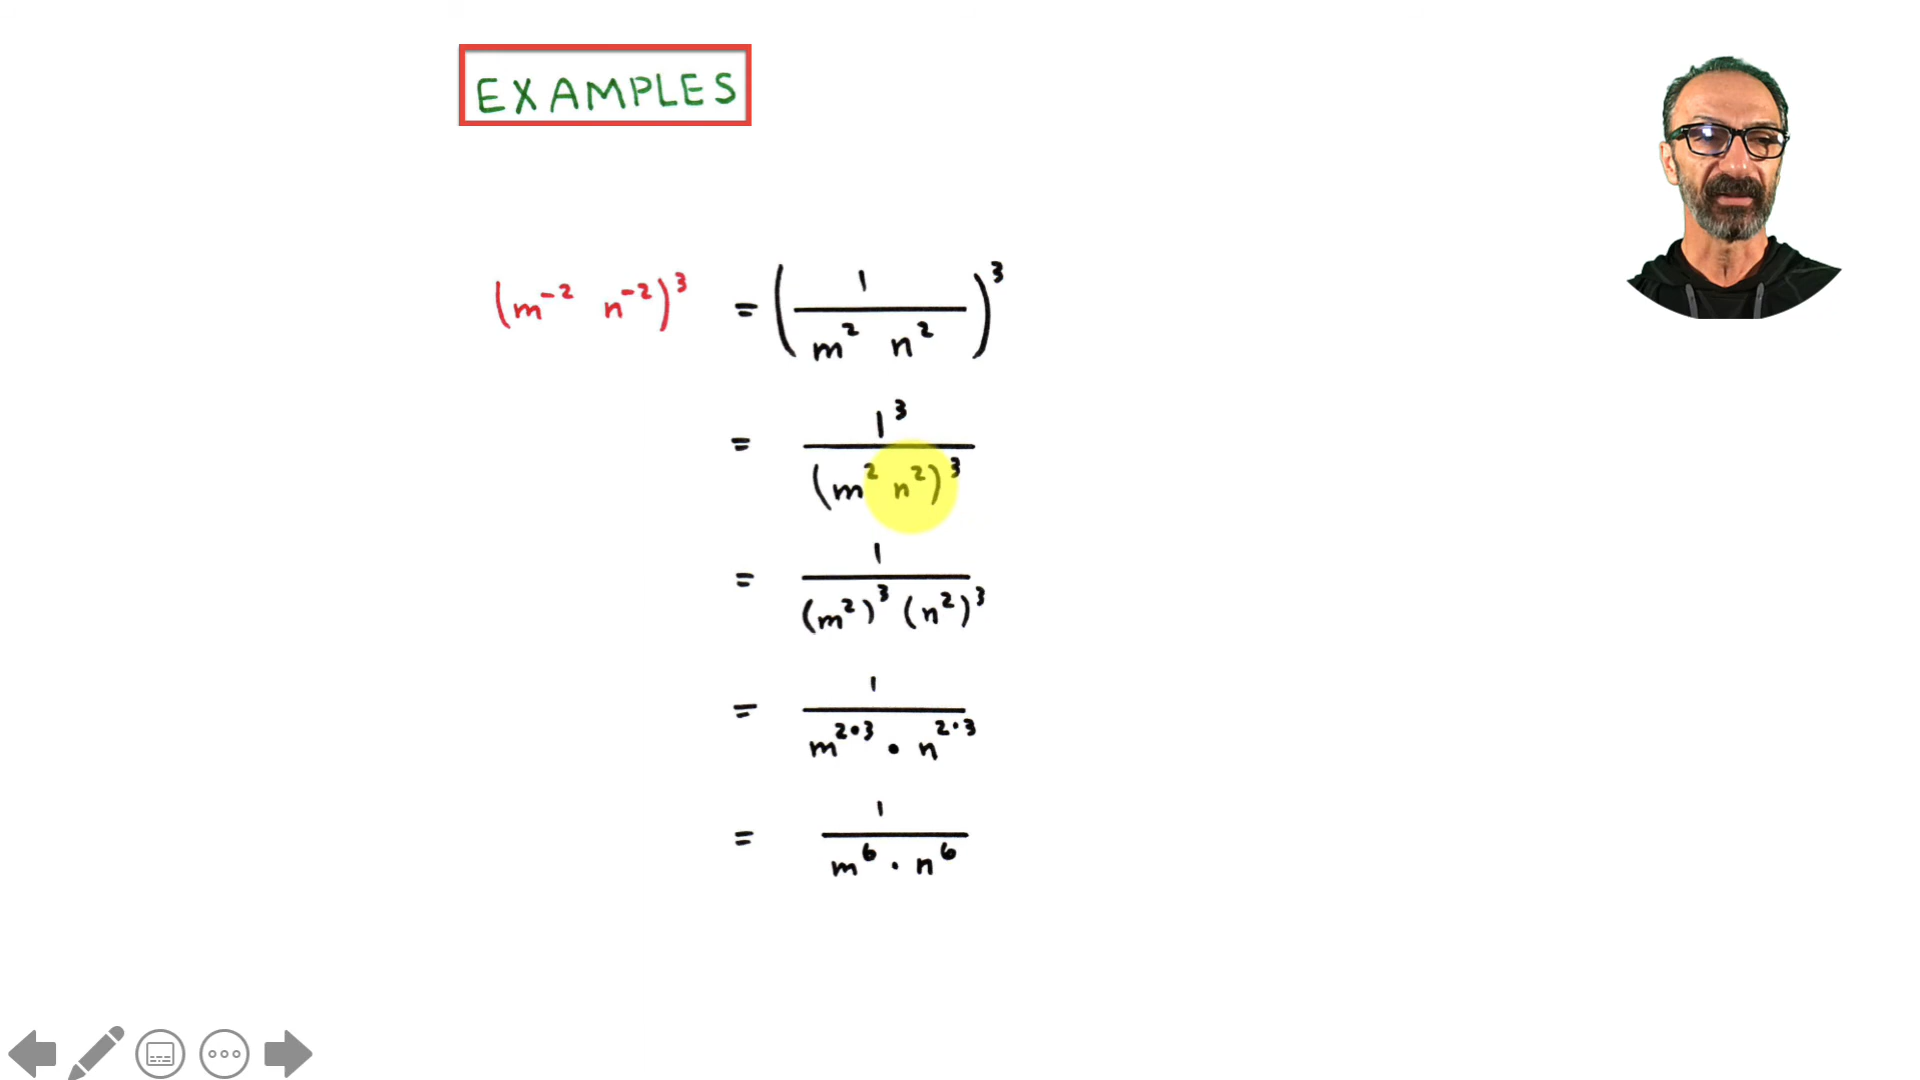 EXAMPLES
(m⁻² n⁻²)³ = (1 / m² n²)³
= 1³ / (m² n²)³
= 1 / (m²)³ (n²)³
= 1 / m²·³ · n²·³
= 1 / m⁶ · n⁶